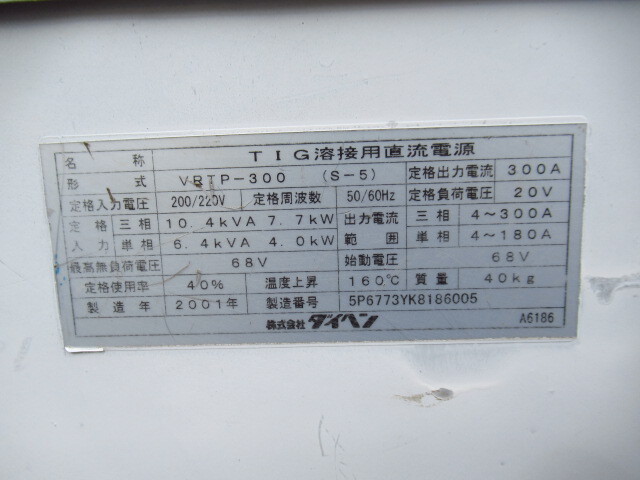 名称 TIG溶接用直流電源
形式 VRTP-300 (S-5) 定格出力電流 300A
定格入力電圧 200/220V 定格周波数 50/60Hz 定格負荷電圧 20V
定格 三相 10.4kVA 7.7kW 出力電流 三相 4~300A
入力 単相 6.4kVA 4.0kW 範囲 単相 4~180A
最高無負荷電圧 68V 始動電圧 68V
定格使用率 40% 温度上昇 160℃ 質量 40kg
製造年 2001年 製造番号 5P6773YK8186005
株式会社 ダイヘン A6186